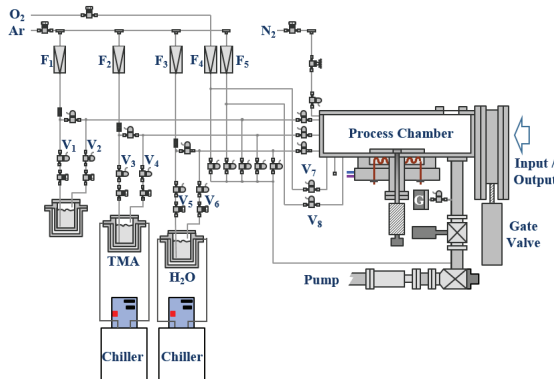 O₂
Ar
N₂
F₁
F₂
F₃
F₄
F₅
Process Chamber
V₁
V₂
V₃
V₄
V₅
V₆
V₇
V₈
Input /
Output
G
Gate
Valve
TMA
H₂O
Pump
Chiller
Chiller